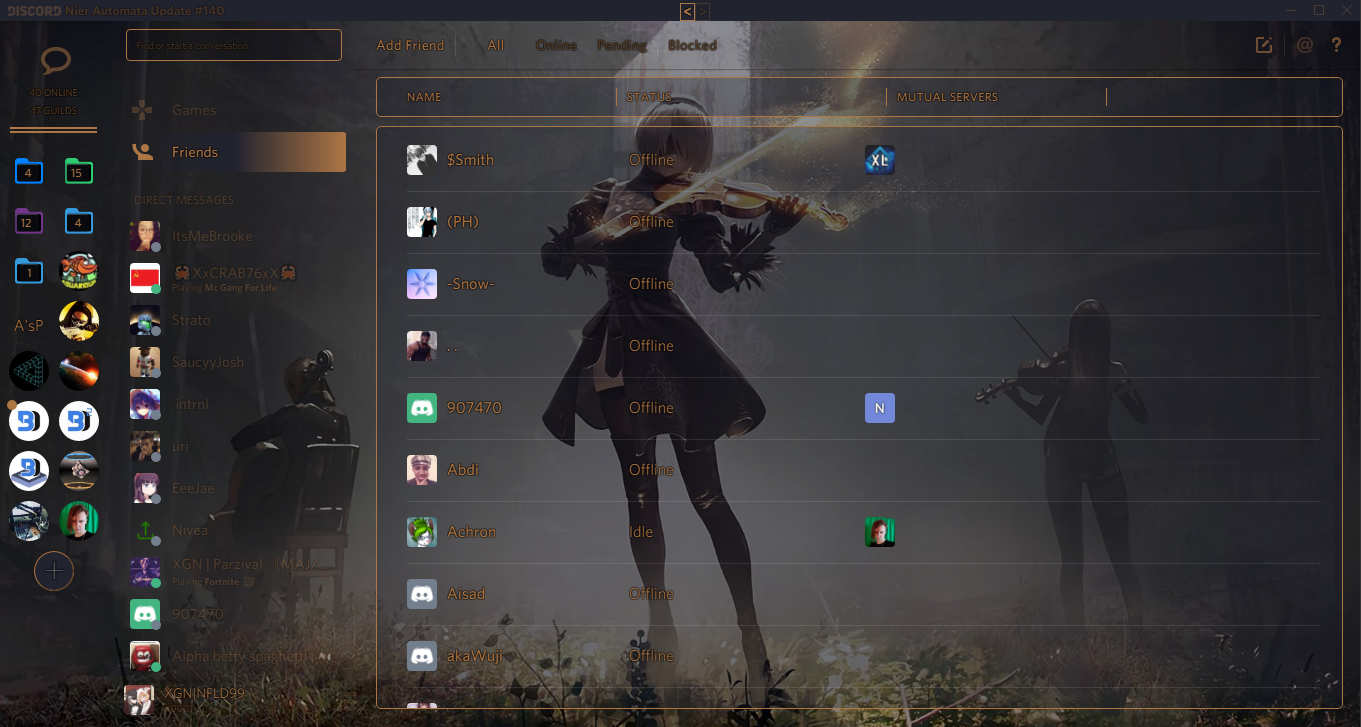 DISCORD Nier Automata Update #140
< >
40 ONLINE
47 GUILDS
4
15
12
4
1
A'sP
Find or start a conversation
Games
Friends
DIRECT MESSAGES
ItsMeBrooke
XxCRAB76xX
Playing Mc Gang For Life
Strato
SaucyyJosh
.intrnl
uri
EeeJae
Nivea
XGN | Parzival
Playing Fortnite
907470
Alpha betty spaghetti
XGNINFLD99
Add Friend All Online Pending Blocked
@ ?
NAME STATUS MUTUAL SERVERS
$Smith Offline XL
(PH) Offline
-Snow- Offline
. . Offline
907470 Offline N
Abdi Offline
Achron Idle
Aisad Offline
akaWuji Offline